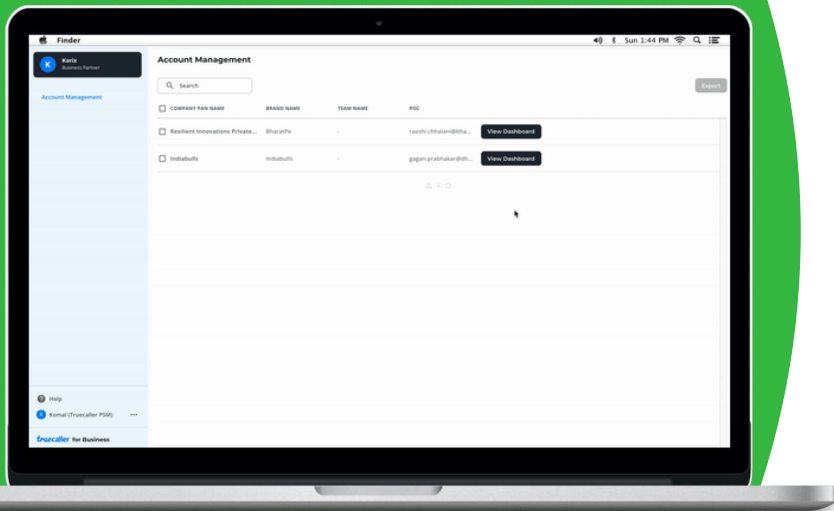 Finder
Sun 1:44 PM
K
Karix
Business Partner
Account Management
Account Management
Search
Export
COMPANY PAN NAME BRAND NAME TEAM NAME POC
Resilient Innovations Private... BharatPe - raashi.chhalani@bha... View Dashboard
Indiabulls Indiabulls - gagan.prabhakar@dh... View Dashboard
Help
K Komal (Truecaller PSM) ...
truecaller for Business